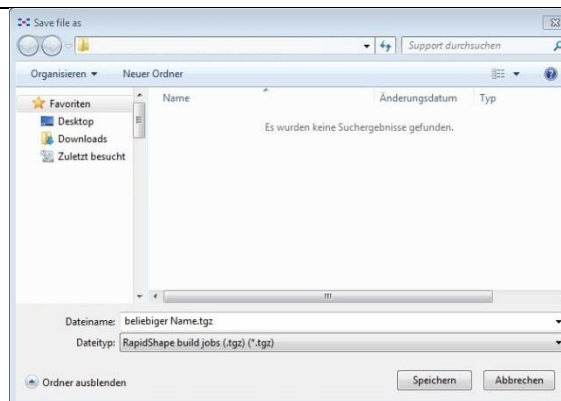 Save file as
Support durchsuchen
Organisieren Neuer Ordner
Favoriten
Desktop
Downloads
Zuletzt besucht
Name Änderungsdatum Typ
Es wurden keine Suchergebnisse gefunden.
Dateiname: beliebiger Name.tgz
Dateityp: RapidShape build jobs (.tgz) (*.tgz)
Ordner ausblenden Speichern Abbrechen